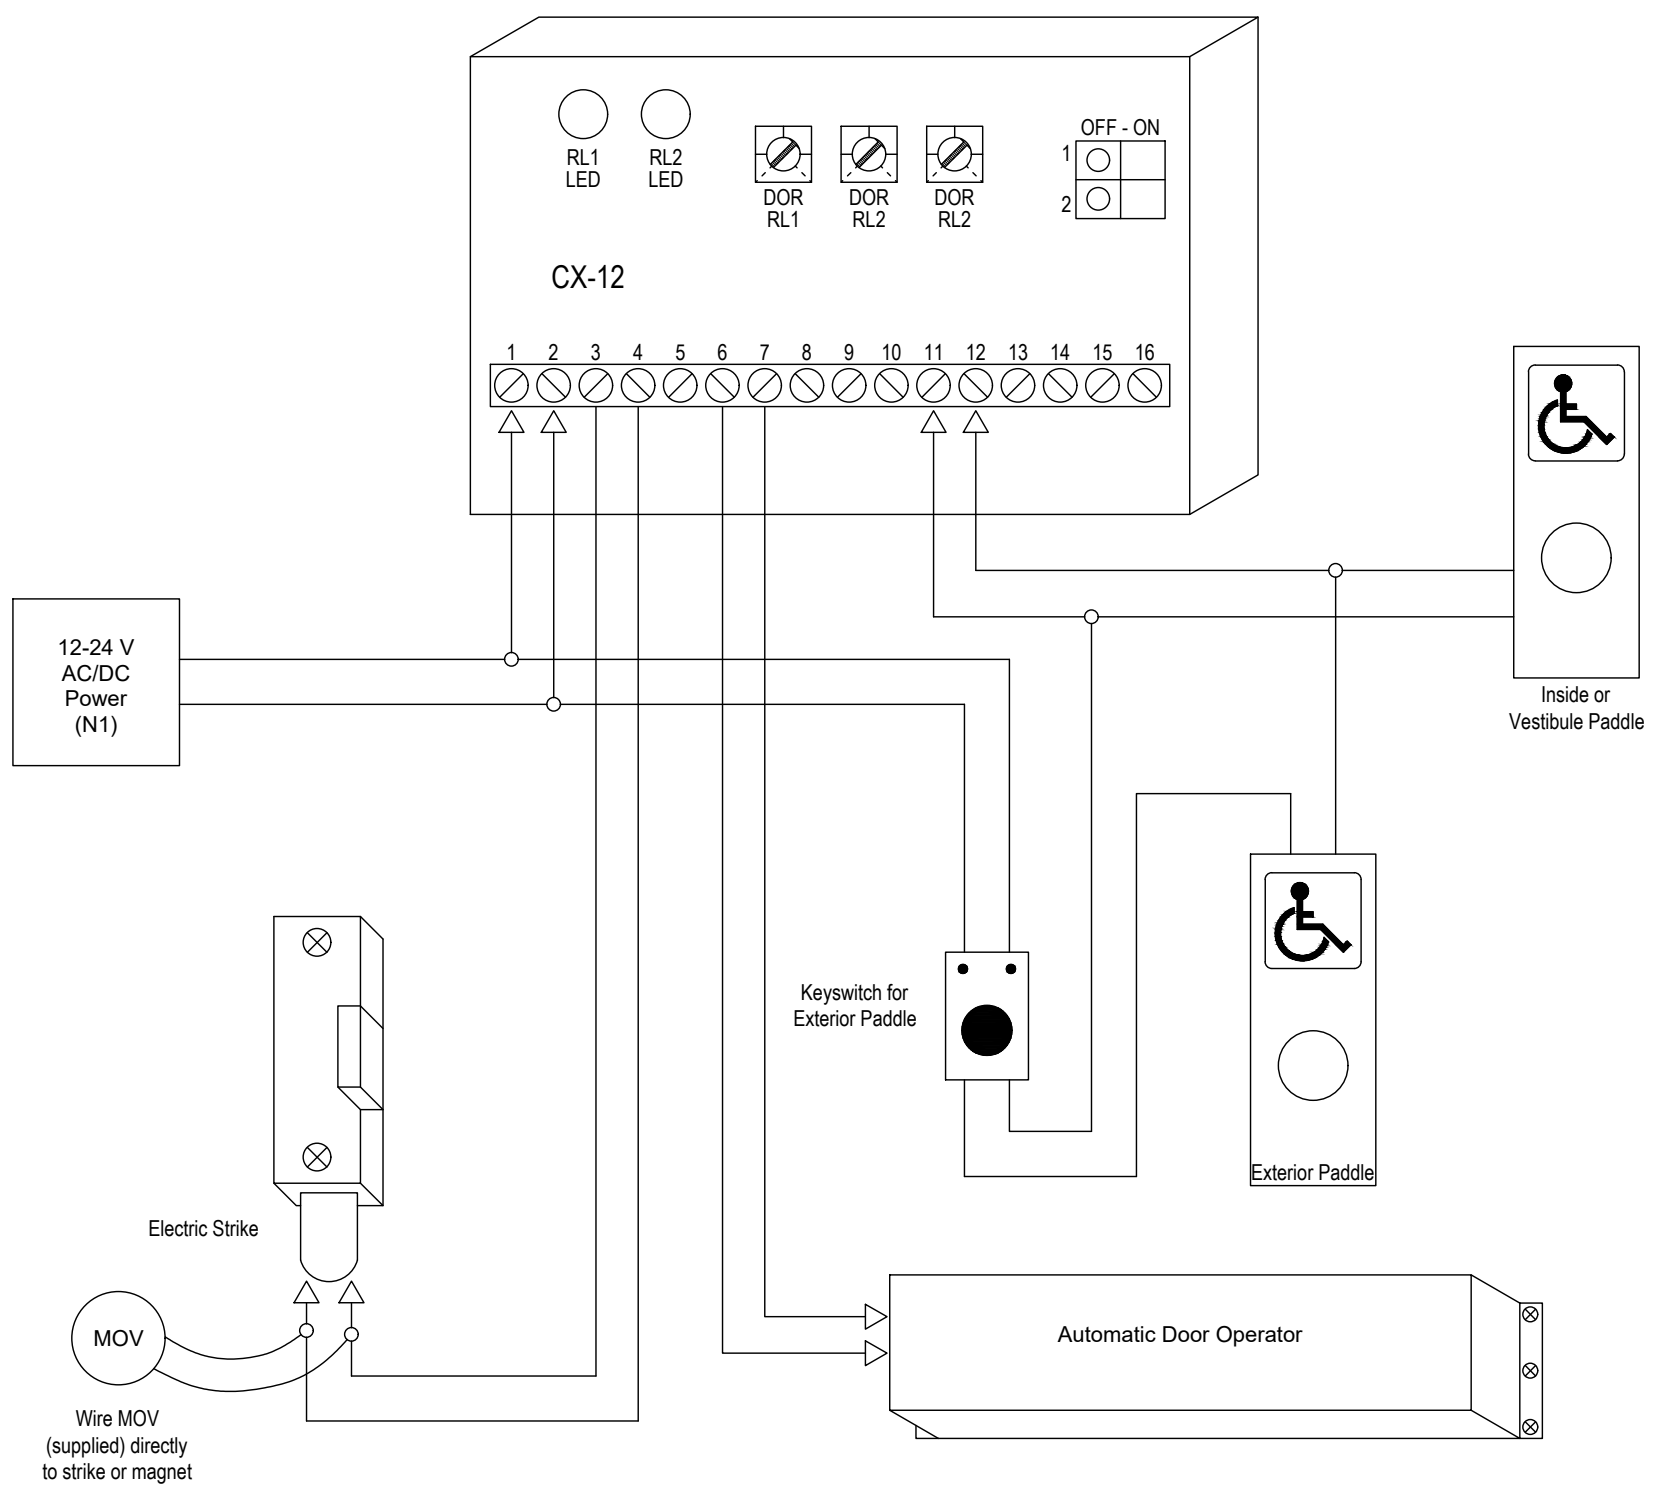 OFF - ON
1
2
RL1
LED
RL2
LED
DOR
RL1
DOR
RL2
DOR
RL2
CX-12
1 2 3 4 5 6 7 8 9 10 11 12 13 14 15 16
12-24 V
AC/DC
Power
(N1)
Inside or
Vestibule Paddle
Keyswitch for
Exterior Paddle
Exterior Paddle
Electric Strike
MOV
Automatic Door Operator
Wire MOV
(supplied) directly
to strike or magnet